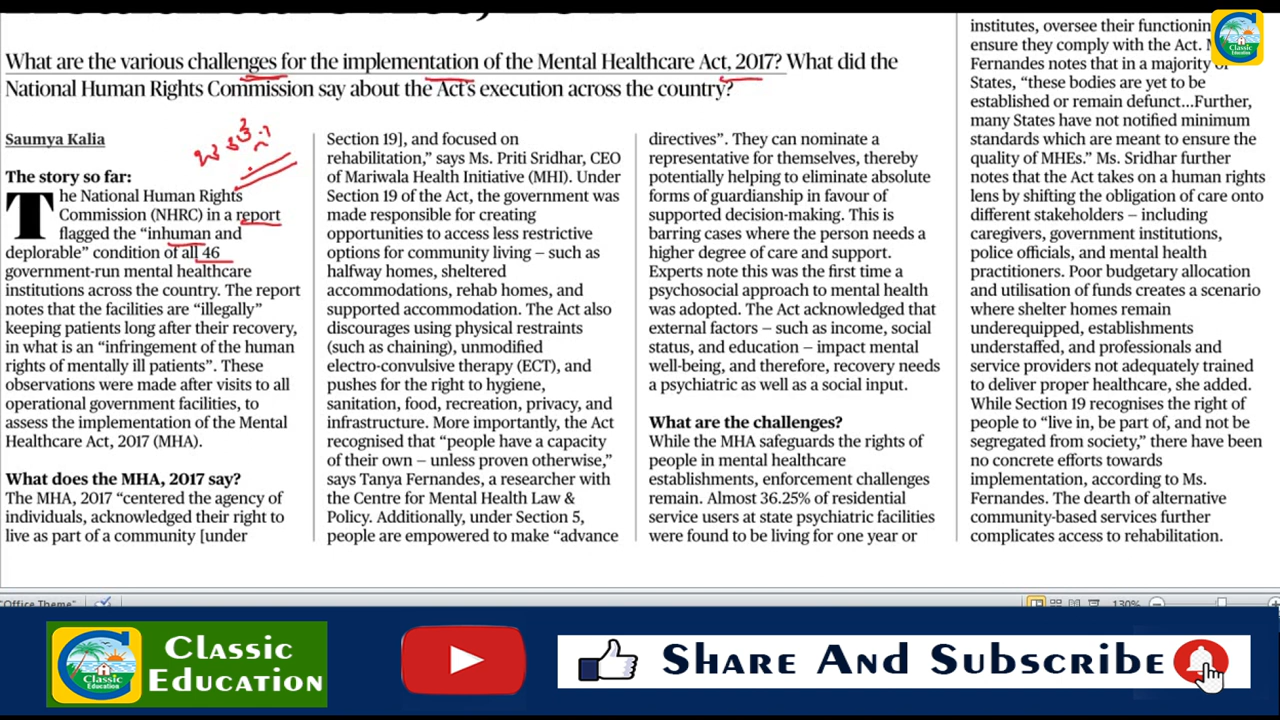 What are the various challenges for the implementation of the Mental Healthcare Act, 2017? What did the
National Human Rights Commission say about the Act's execution across the country?
Saumya Kalia
The story so far:
The National Human Rights
Commission (NHRC) in a report
flagged the “inhuman and
deplorable” condition of all 46
government-run mental healthcare
institutions across the country. The report
notes that the facilities are “illegally”
keeping patients long after their recovery,
in what is an “infringement of the human
rights of mentally ill patients”. These
observations were made after visits to all
operational government facilities, to
assess the implementation of the Mental
Healthcare Act, 2017 (MHA).
What does the MHA, 2017 say?
The MHA, 2017 “centered the agency of
individuals, acknowledged their right to
live as part of a community [under
Section 19], and focused on
rehabilitation,” says Ms. Priti Sridhar, CEO
of Mariwala Health Initiative (MHI). Under
Section 19 of the Act, the government was
made responsible for creating
opportunities to access less restrictive
options for community living – such as
halfway homes, sheltered
accommodations, rehab homes, and
supported accommodation. The Act also
discourages using physical restraints
(such as chaining), unmodified
electro-convulsive therapy (ECT), and
pushes for the right to hygiene,
sanitation, food, recreation, privacy, and
infrastructure. More importantly, the Act
recognised that “people have a capacity
of their own – unless proven otherwise,”
says Tanya Fernandes, a researcher with
the Centre for Mental Health Law &
Policy. Additionally, under Section 5,
people are empowered to make “advance
directives”. They can nominate a
representative for themselves, thereby
potentially helping to eliminate absolute
forms of guardianship in favour of
supported decision-making. This is
barring cases where the person needs a
higher degree of care and support.
Experts note this was the first time a
psychosocial approach to mental health
was adopted. The Act acknowledged that
external factors – such as income, social
status, and education – impact mental
well-being, and therefore, recovery needs
a psychiatric as well as a social input.
What are the challenges?
While the MHA safeguards the rights of
people in mental healthcare
establishments, enforcement challenges
remain. Almost 36.25% of residential
service users at state psychiatric facilities
were found to be living for one year or
institutes, oversee their
ensure they comply with the Act.
Fernandes notes that in a majority of
States, “these bodies are yet to be
established or remain defunct...Further,
many States have not notified minimum
standards which are meant to ensure the
quality of MHEs.” Ms. Sridhar further
notes that the Act takes on a human rights
lens by shifting the obligation of care onto
different stakeholders – including
caregivers, government institutions,
police officials, and mental health
practitioners. Poor budgetary allocation
and utilisation of funds creates a scenario
where shelter homes remain
underequipped, establishments
understaffed, and professionals and
service providers not adequately trained
to deliver proper healthcare, she added.
While Section 19 recognises the right of
people to “live in, be part of, and not be
segregated from society,” there have been
no concrete efforts towards
implementation, according to Ms.
Fernandes. The dearth of alternative
community-based services further
complicates access to rehabilitation.
Classic
Education
"Office Theme"
130%
Classic
Education
Classic
Education
Share And Subscribe